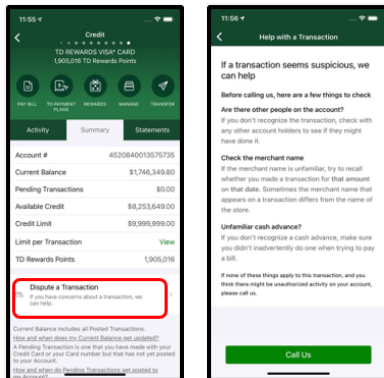 11:55
Credit
TD REWARDS VISA* CARD
1,905,016 TD Rewards Points
PAY BILL
TO PAYMENT PLANS
REWARDS
MANAGE
TRANSFER
Activity
Summary
Statements
Account # 4520840013575735
Current Balance $1,746,349.80
Pending Transactions $0.00
Available Credit $8,253,649.00
Credit Limit $9,999,999.00
Limit per Transaction View
TD Rewards Points 1,905,016
Dispute a Transaction
If you have concerns about a transaction, we
can help.
Current Balance includes all Posted Transactions.
How and when does my Current Balance get updated?
A Pending Transaction is one that you have made with your
Credit Card or your Card number but that has not yet posted
to your Account.
How and when do Pending Transactions get posted to
my Account?
11:56
Help with a Transaction
If a transaction seems suspicious, we
can help
Before calling us, here are a few things to check
Are there other people on the account?
If you don't recognize the transaction, check with
any other account holders to see if they might
have done it.
Check the merchant name
If the merchant name is unfamiliar, try to recall
whether you made a transaction for that amount
on that date. Sometimes the merchant name that
appears on a transaction differs from the name of
the store.
Unfamiliar cash advance?
If you don't recognize a cash advance, make sure
you didn't inadvertently do one when trying to pay
a bill.
If none of these things apply to this transaction, and you
think there might be unauthorized activity on your account,
please call us.
Call Us